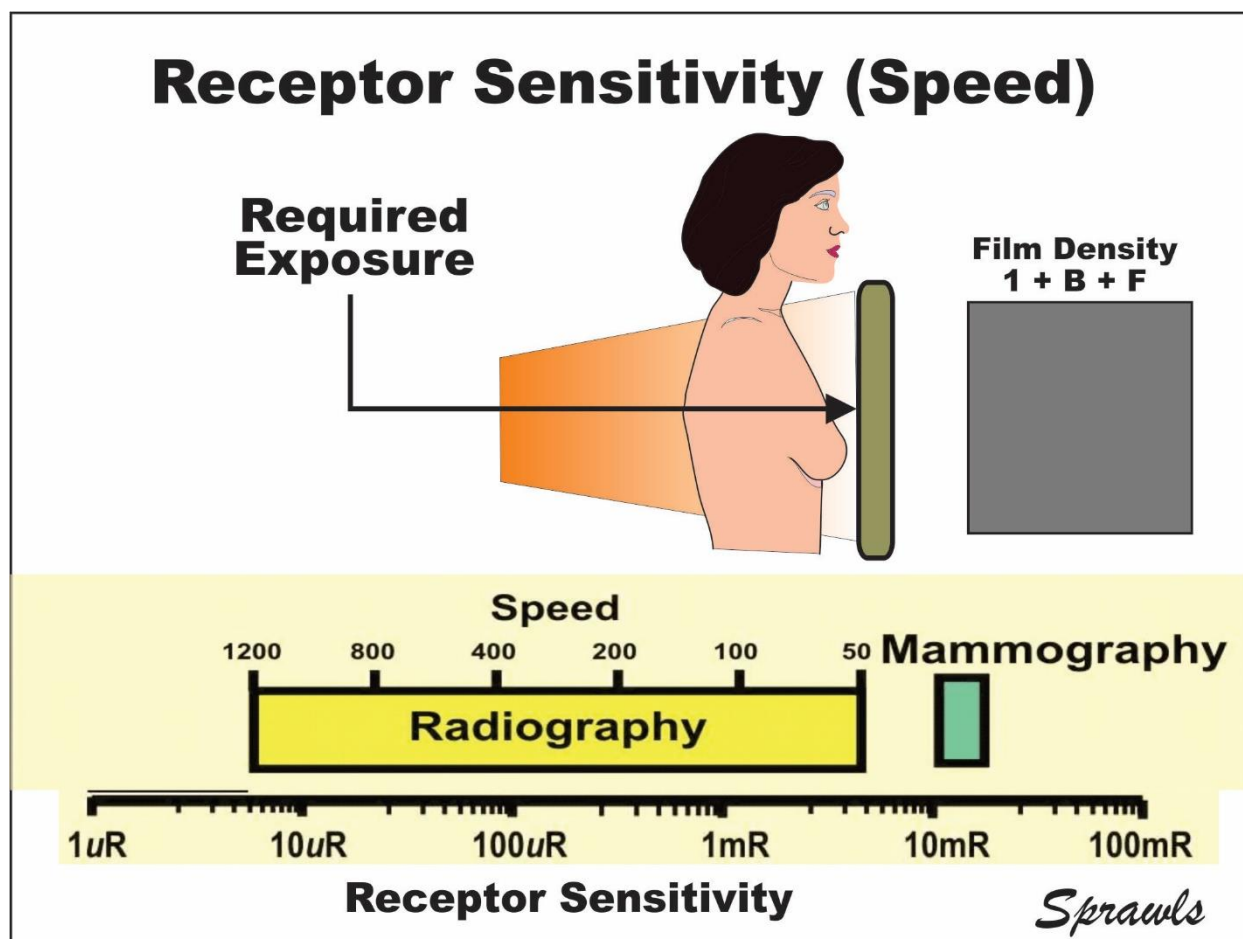 Receptor Sensitivity (Speed)
Required
Exposure
Film Density
1 + B + F
Speed
1200 800 400 200 100 50
Mammography
Radiography
1uR 10uR 100uR 1mR 10mR 100mR
Receptor Sensitivity
Sprawls